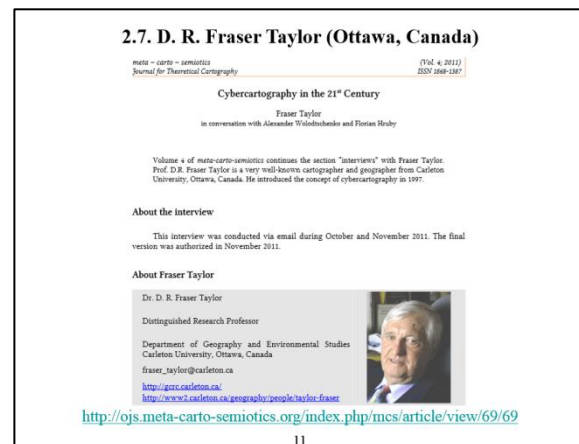 2.7. D. R. Fraser Taylor (Ottawa, Canada)
meta – carto – semiotics (Vol. 4; 2011)
Journal for Theoretical Cartography ISSN 1868-1387
Cybercartography in the 21st Century
Fraser Taylor
in conversation with Alexander Wolodtschenko and Florian Hruby
Volume 4 of meta-carto-semiotics continues the section "interviews" with Fraser Taylor.
Prof. D.R. Fraser Taylor is a very well-known cartographer and geographer from Carleton
University, Ottawa, Canada. He introduced the concept of cybercartography in 1997.
About the interview
This interview was conducted via email during October and November 2011. The final
version was authorized in November 2011.
About Fraser Taylor
Dr. D. R. Fraser Taylor
Distinguished Research Professor
Department of Geography and Environmental Studies
Carleton University, Ottawa, Canada
fraser_taylor@carleton.ca
http://gcrc.carleton.ca/
http://www2.carleton.ca/geography/people/taylor-fraser
http://ojs.meta-carto-semiotics.org/index.php/mcs/article/view/69/69
11